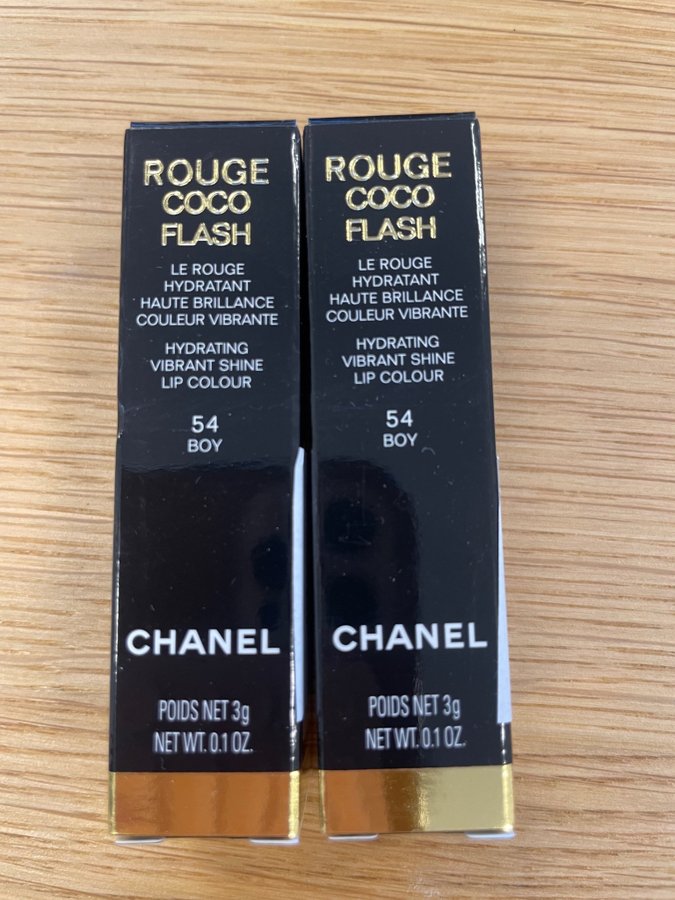 ROUGE
COCO
FLASH
LE ROUGE
HYDRATANT
HAUTE BRILLANCE
COULEUR VIBRANTE
HYDRATING
VIBRANT SHINE
LIP COLOUR
54
BOY
CHANEL
POIDS NET 3g
NET WT. 0.1 OZ.
ROUGE
COCO
FLASH
LE ROUGE
HYDRATANT
HAUTE BRILLANCE
COULEUR VIBRANTE
HYDRATING
VIBRANT SHINE
LIP COLOUR
54
BOY
CHANEL
POIDS NET 3g
NET WT. 0.1 OZ.